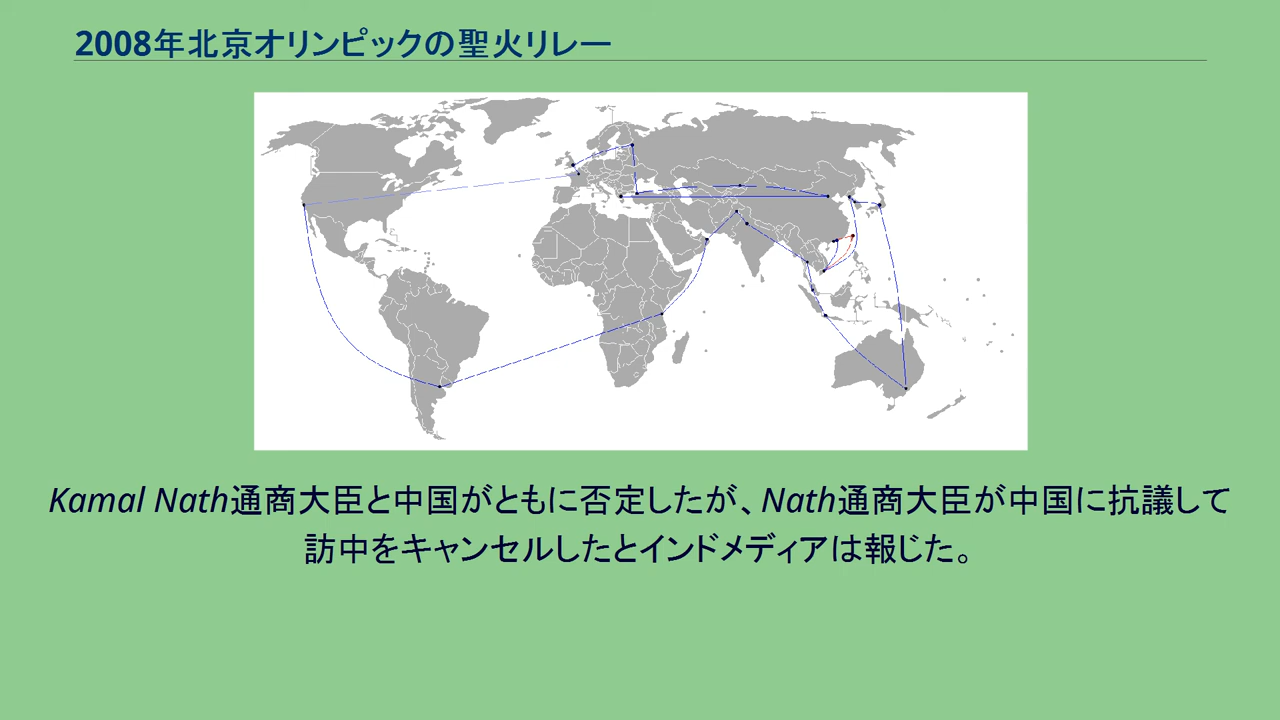 2008年北京オリンピックの聖火リレー
Kamal Nath通商大臣と中国がともに否定したが、Nath通商大臣が中国に抗議して
訪中をキャンセルしたとインドメディアは報じた。